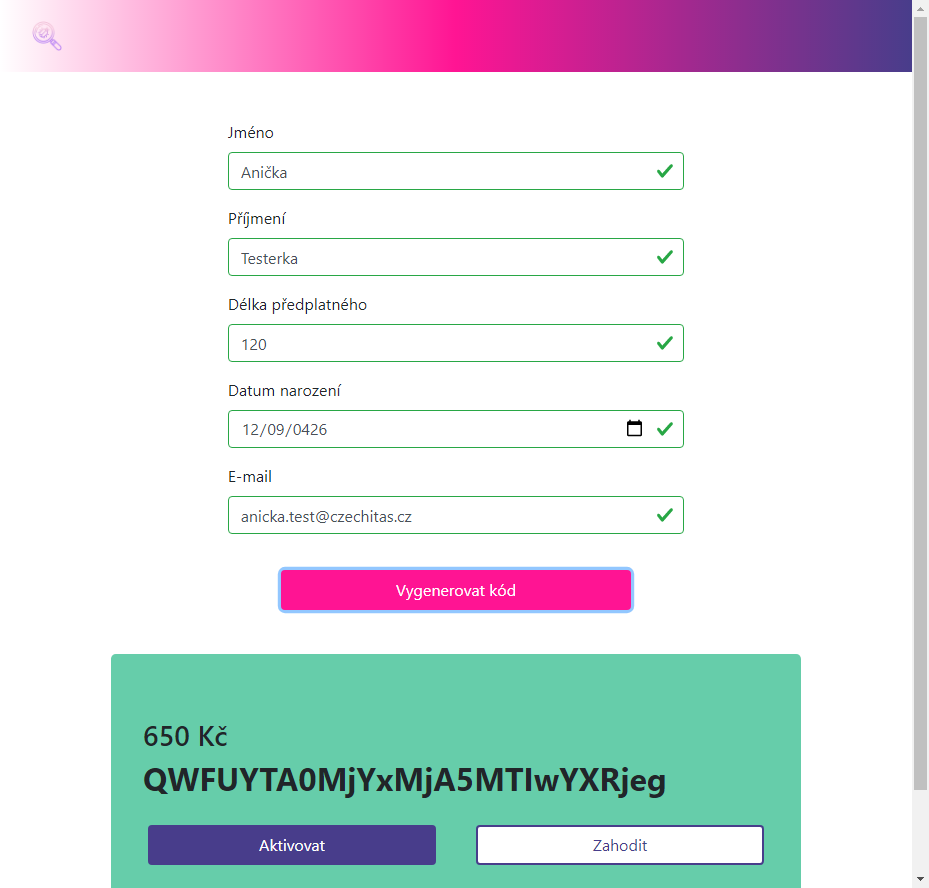 Jméno
Anička
Příjmení
Testerka
Délka předplatného
120
Datum narození
12/09/0426
E-mail
anicka.test@czechitas.cz
Vygenerovat kód
650 Kč
QWFUYTA0MjYxMjA5MTIwYXRjeg
Aktivovat
Zahodit